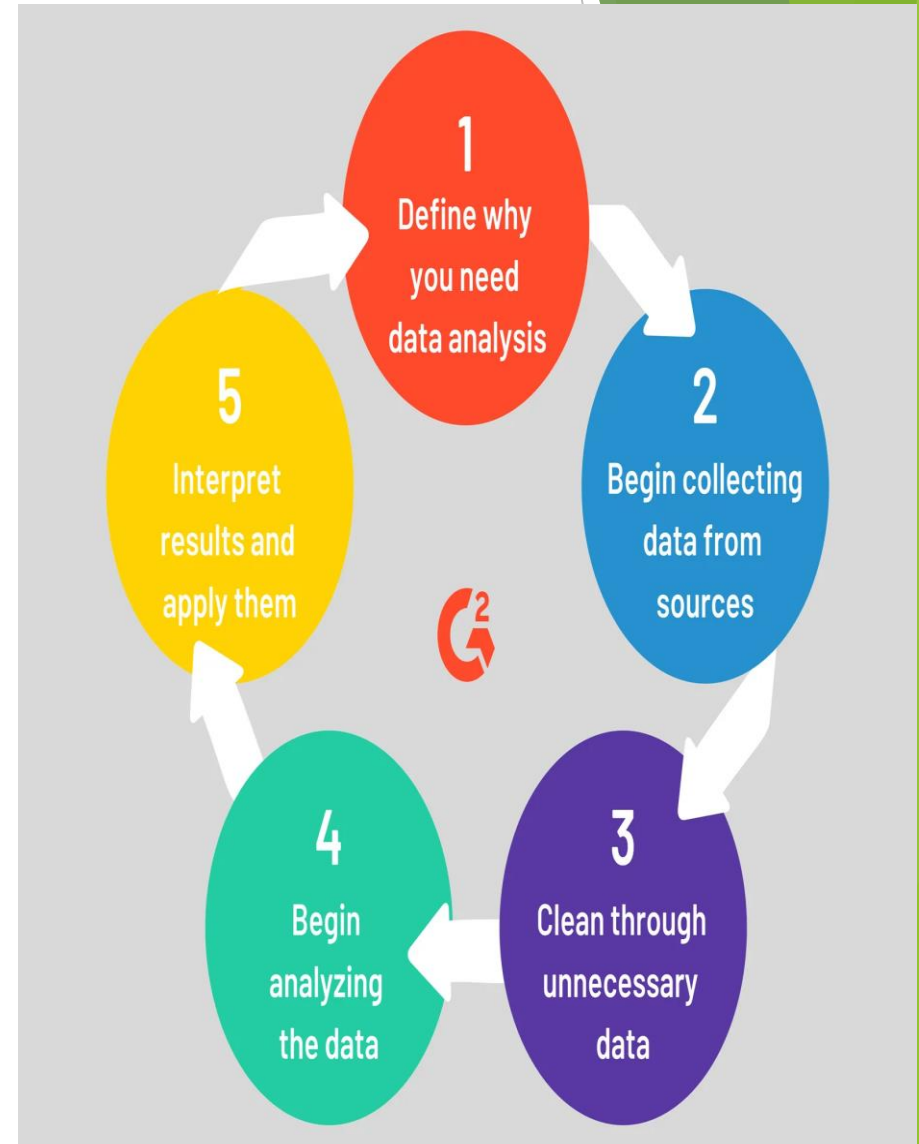 1
Define why
you need
data analysis
2
Begin collecting
data from
sources
3
Clean through
unnecessary
data
4
Begin
analyzing
the data
5
Interpret
results and
apply them
G2